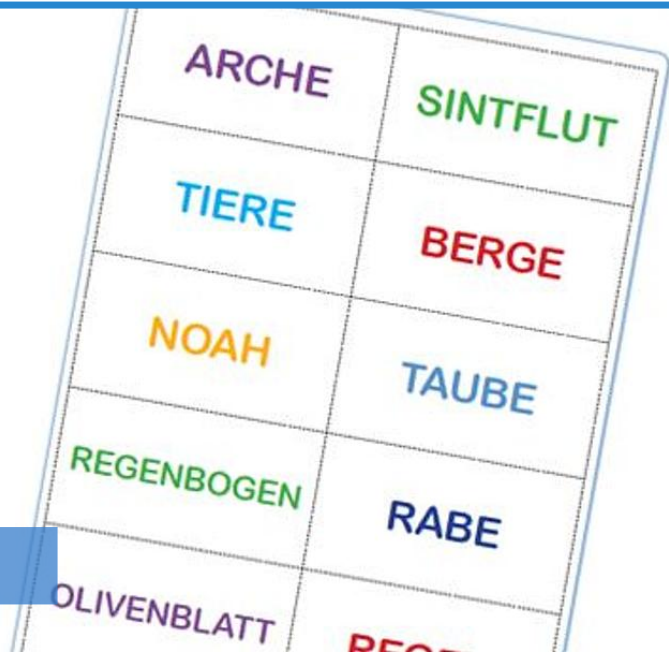 ARCHE
SINTFLUT
TIERE
BERGE
NOAH
TAUBE
REGENBOGEN
RABE
OLIVENBLATT